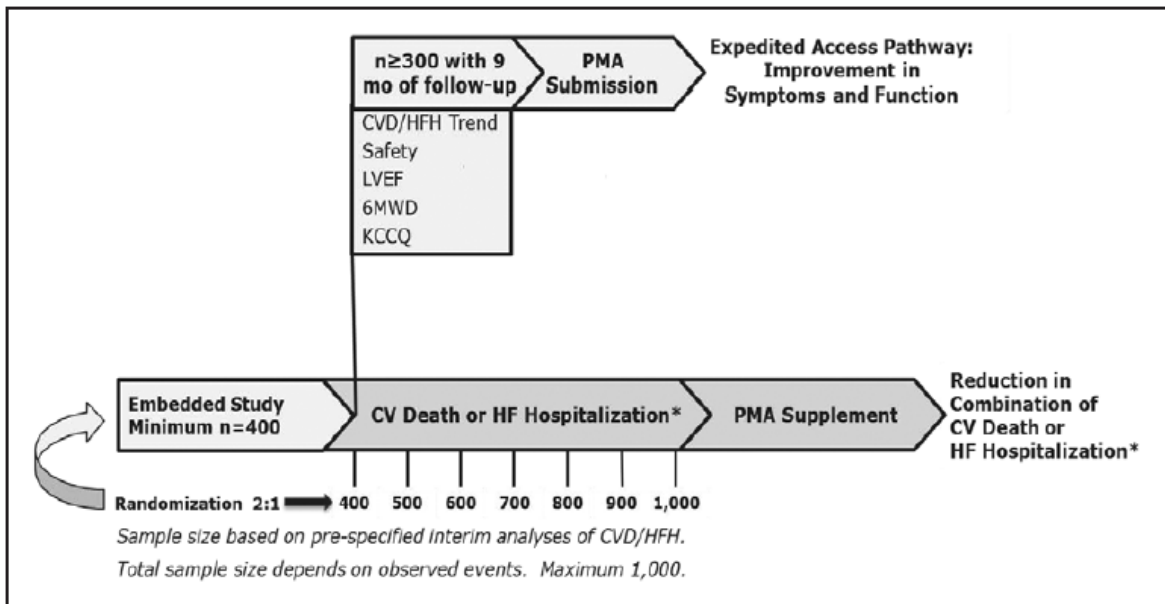 n≥300 with 9
mo of follow-up
PMA
Submission
Expedited Access Pathway:
Improvement in
Symptoms and Function
CVD/HFH Trend
Safety
LVEF
6MWD
KCCQ
Embedded Study
Minimum n=400
CV Death or HF Hospitalization*
PMA Supplement
Reduction in
Combination of
CV Death or
HF Hospitalization*
Randomization 2:1
400 500 600 700 800 900 1,000
Sample size based on pre-specified interim analyses of CVD/HFH.
Total sample size depends on observed events. Maximum 1,000.